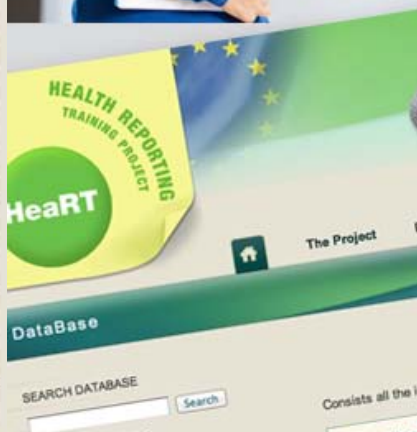 HEALTH REPORTING
TRAINING PROJECT
HeaRT
The Project
DataBase
SEARCH DATABASE
Search
Consists all the